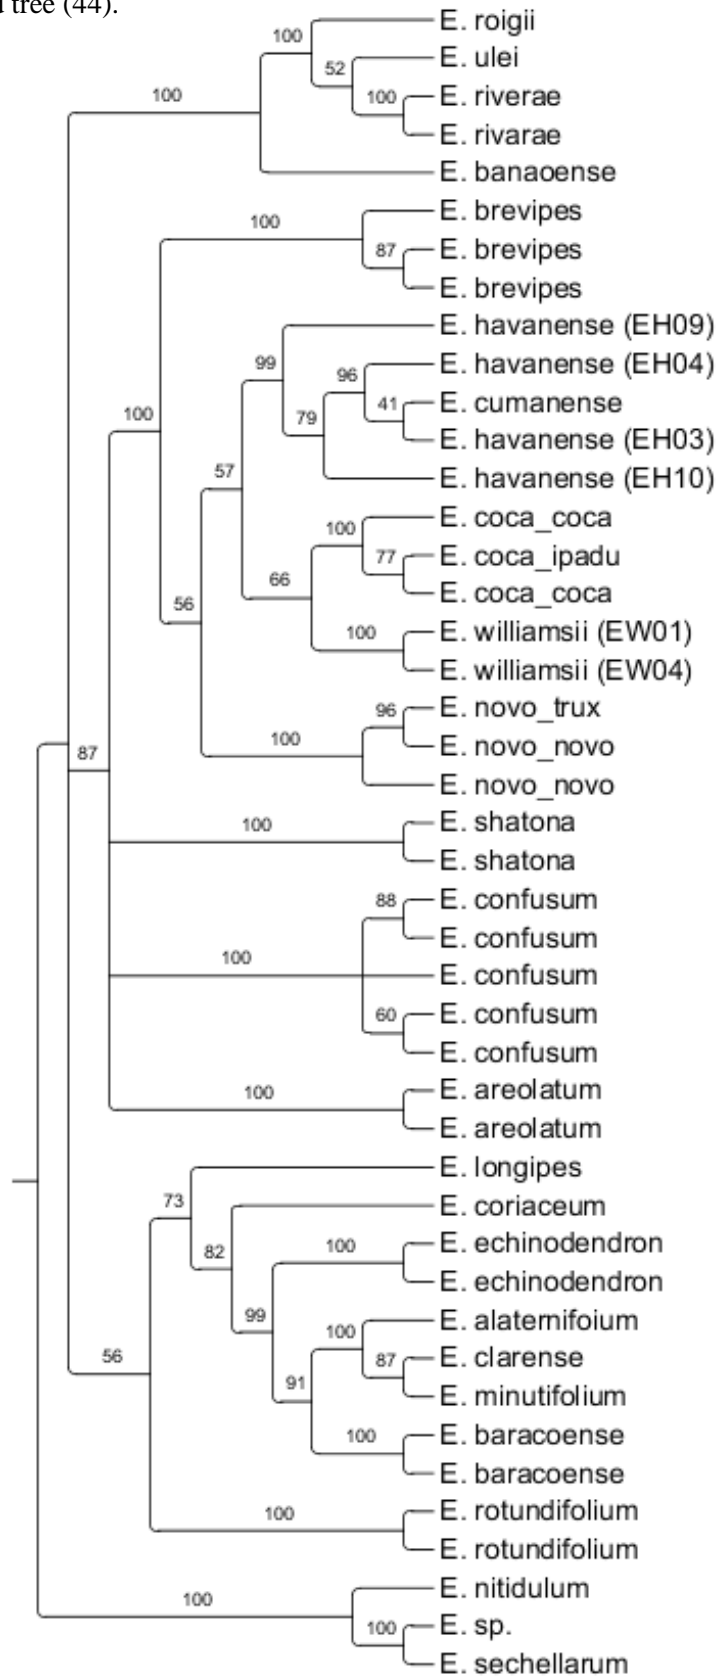 tree (44).
100
E. roigii
52
E. ulei
100
100
E. riverae
E. rivarae
E. banaoense
100
E. brevipes
87
E. brevipes
E. brevipes
E. havanense (EH09)
99
96
E. havanense (EH04)
41
E. cumanense
100
79
E. havanense (EH03)
57
E. havanense (EH10)
100
E. coca_coca
77
E. coca_ipadu
66
E. coca_coca
56
100
E. williamsii (EW01)
E. williamsii (EW04)
96
E. novo_trux
100
E. novo_novo
87
E. novo_novo
100
E. shatona
E. shatona
88
E. confusum
E. confusum
100
E. confusum
60
E. confusum
E. confusum
100
E. areolatum
E. areolatum
E. longipes
73
E. coriaceum
82
100
E. echinodendron
E. echinodendron
99
100
E. alaternifoium
56
87
E. clarense
91
E. minutifolium
100
E. baracoense
E. baracoense
100
E. rotundifolium
E. rotundifolium
100
E. nitidulum
100
E. sp.
E. sechellarum